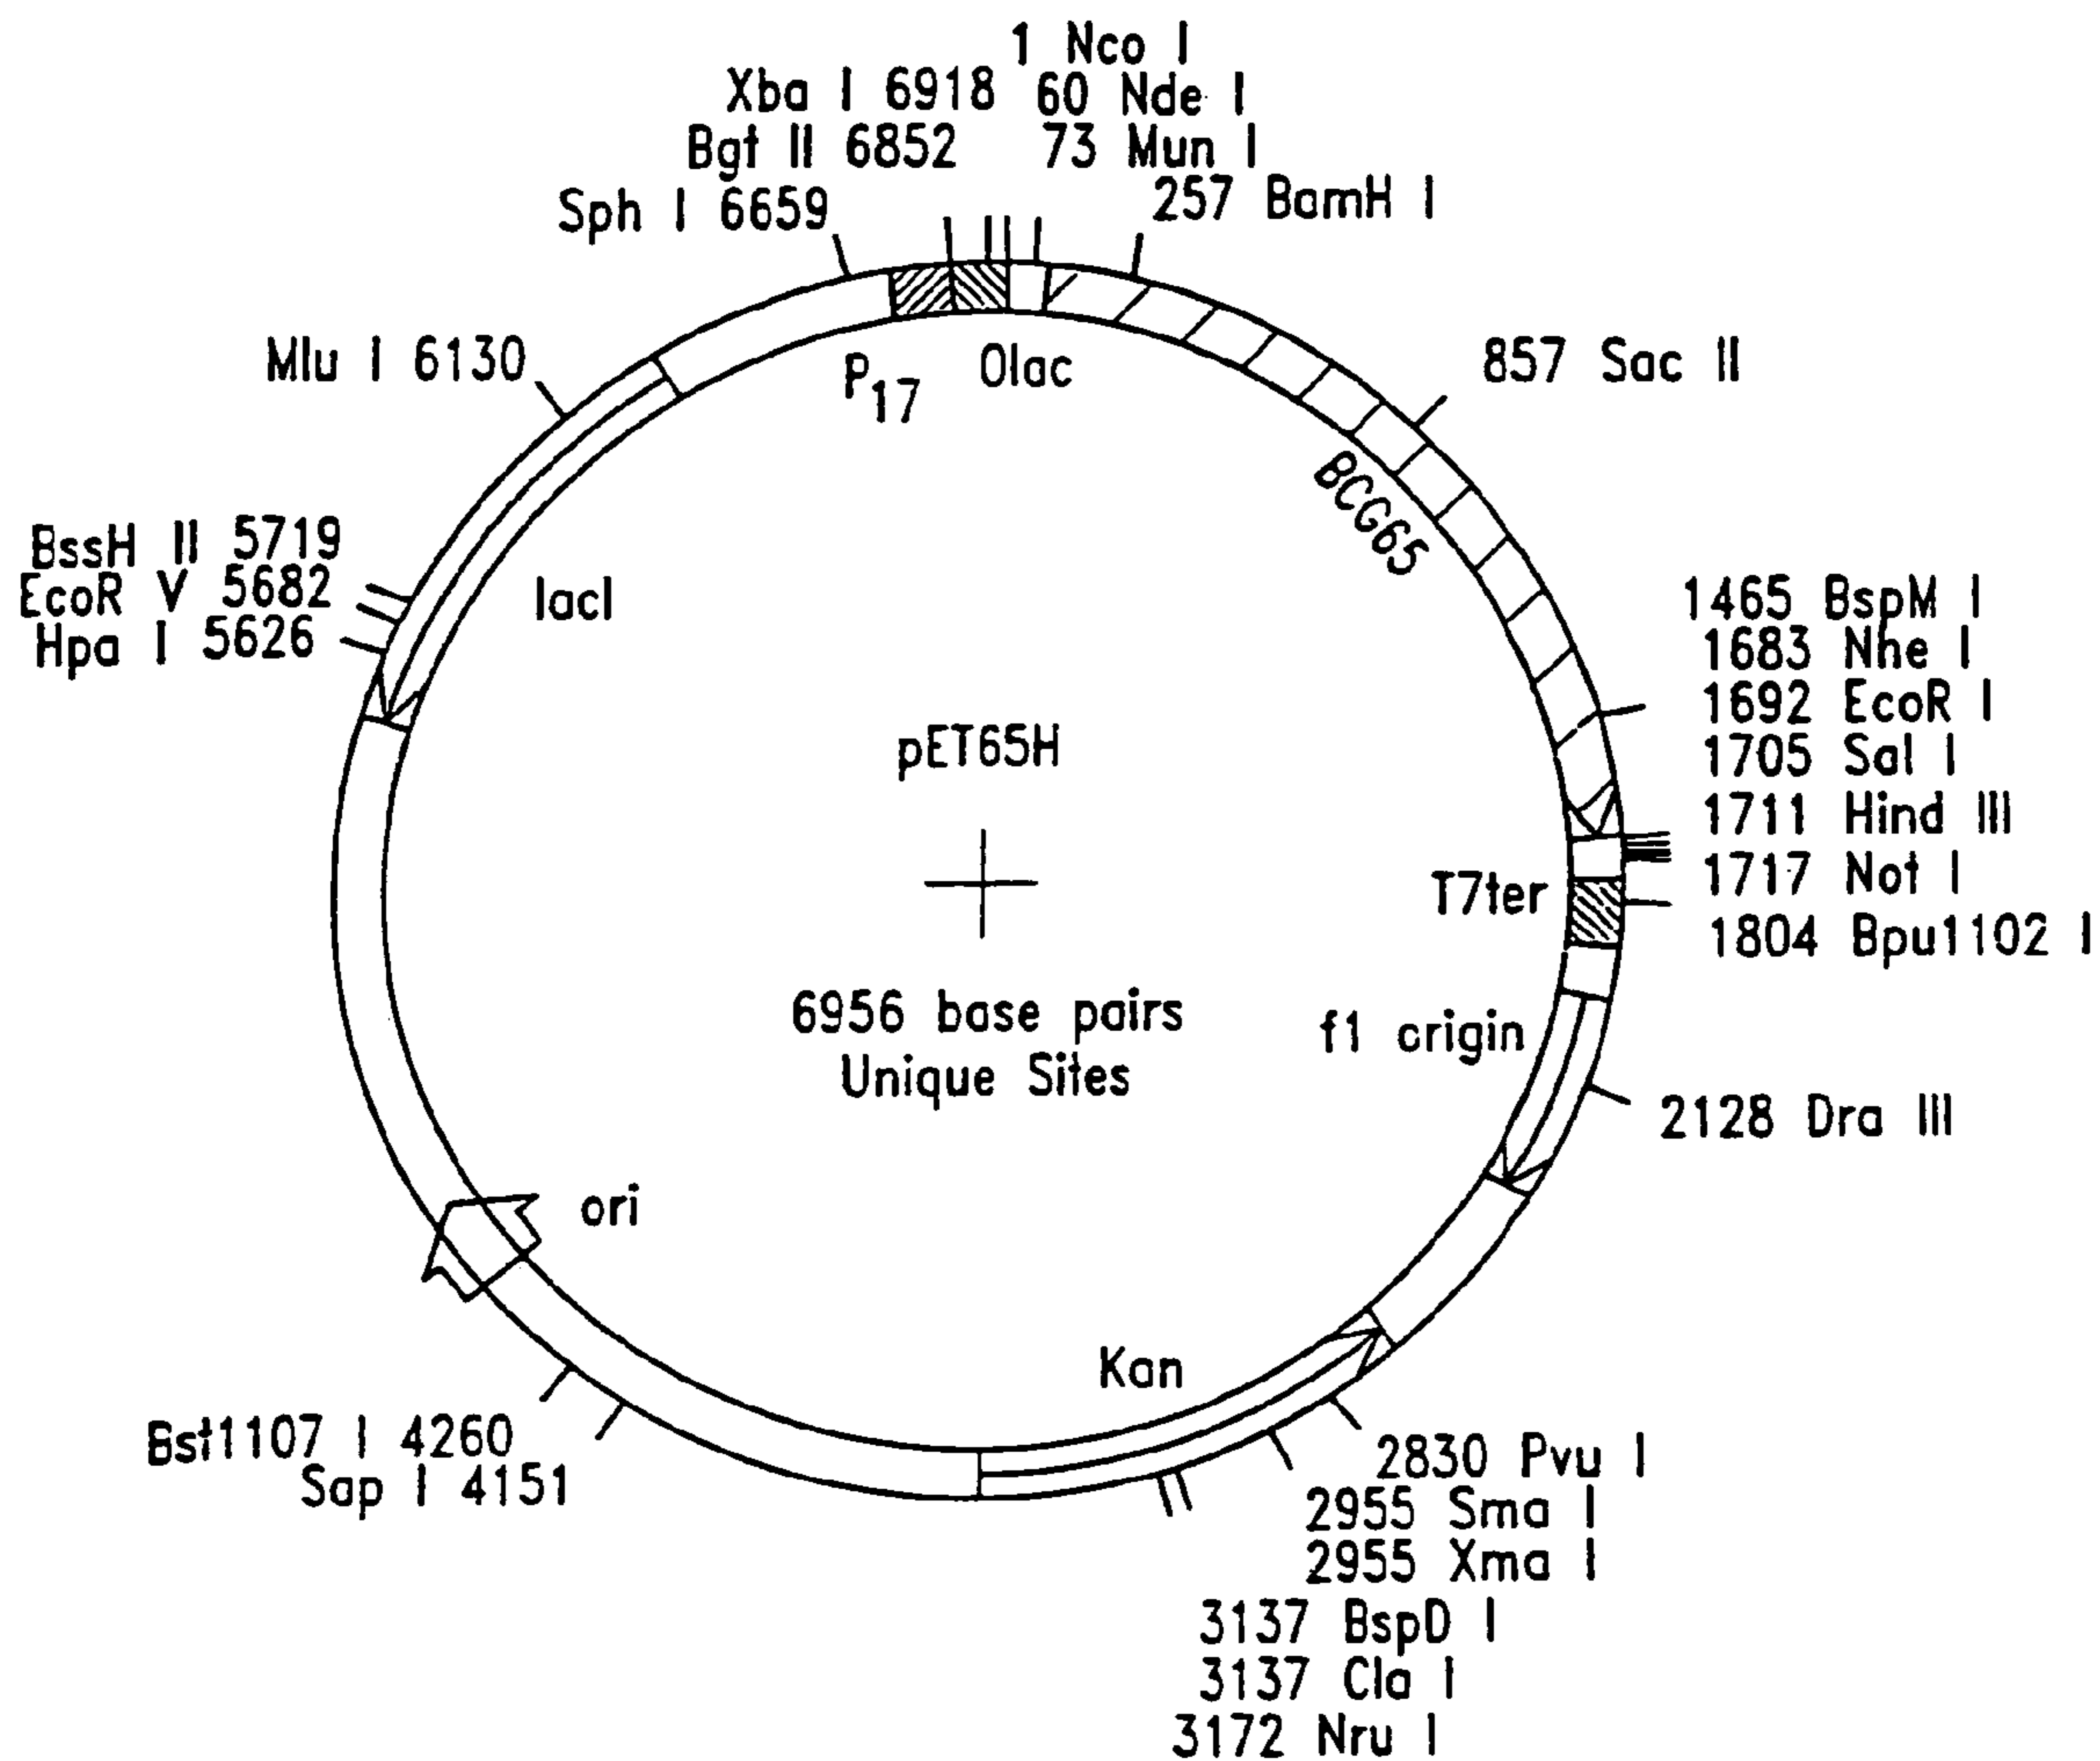 1 Nco I
Xba I 6918
60 Nde I
Bgt II 6852
73 Mun I
Sph I 6659
257 BamH I
Mlu I 6130
P17
Olac
857 Sac II
BCG65
BssH II 5719
EcoR V 5682
Hpa I 5626
lacI
1465 BspM I
1683 Nhe I
1692 EcoR I
1705 Sal I
1711 Hind III
1717 Not I
1804 Bpu1102 I
pET65H
T7ter
6956 base pairs
Unique Sites
f1 origin
2128 Dra III
ori
Kan
Bst1107 I 4260
Sap I 4151
2830 Pvu I
2955 Sma I
2955 Xma I
3137 BspD I
3137 Cla I
3172 Nru I